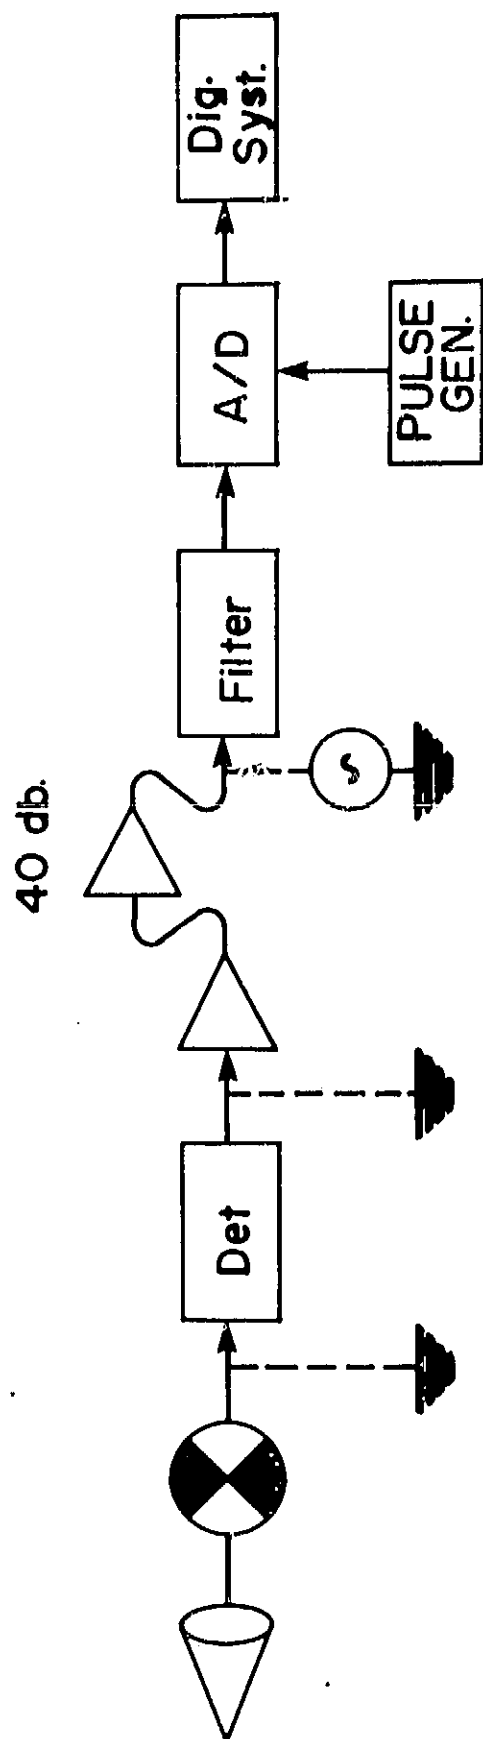 40 db.
Det
Filter
A/D
Dig.
Syst.
PULSE
GEN.
S